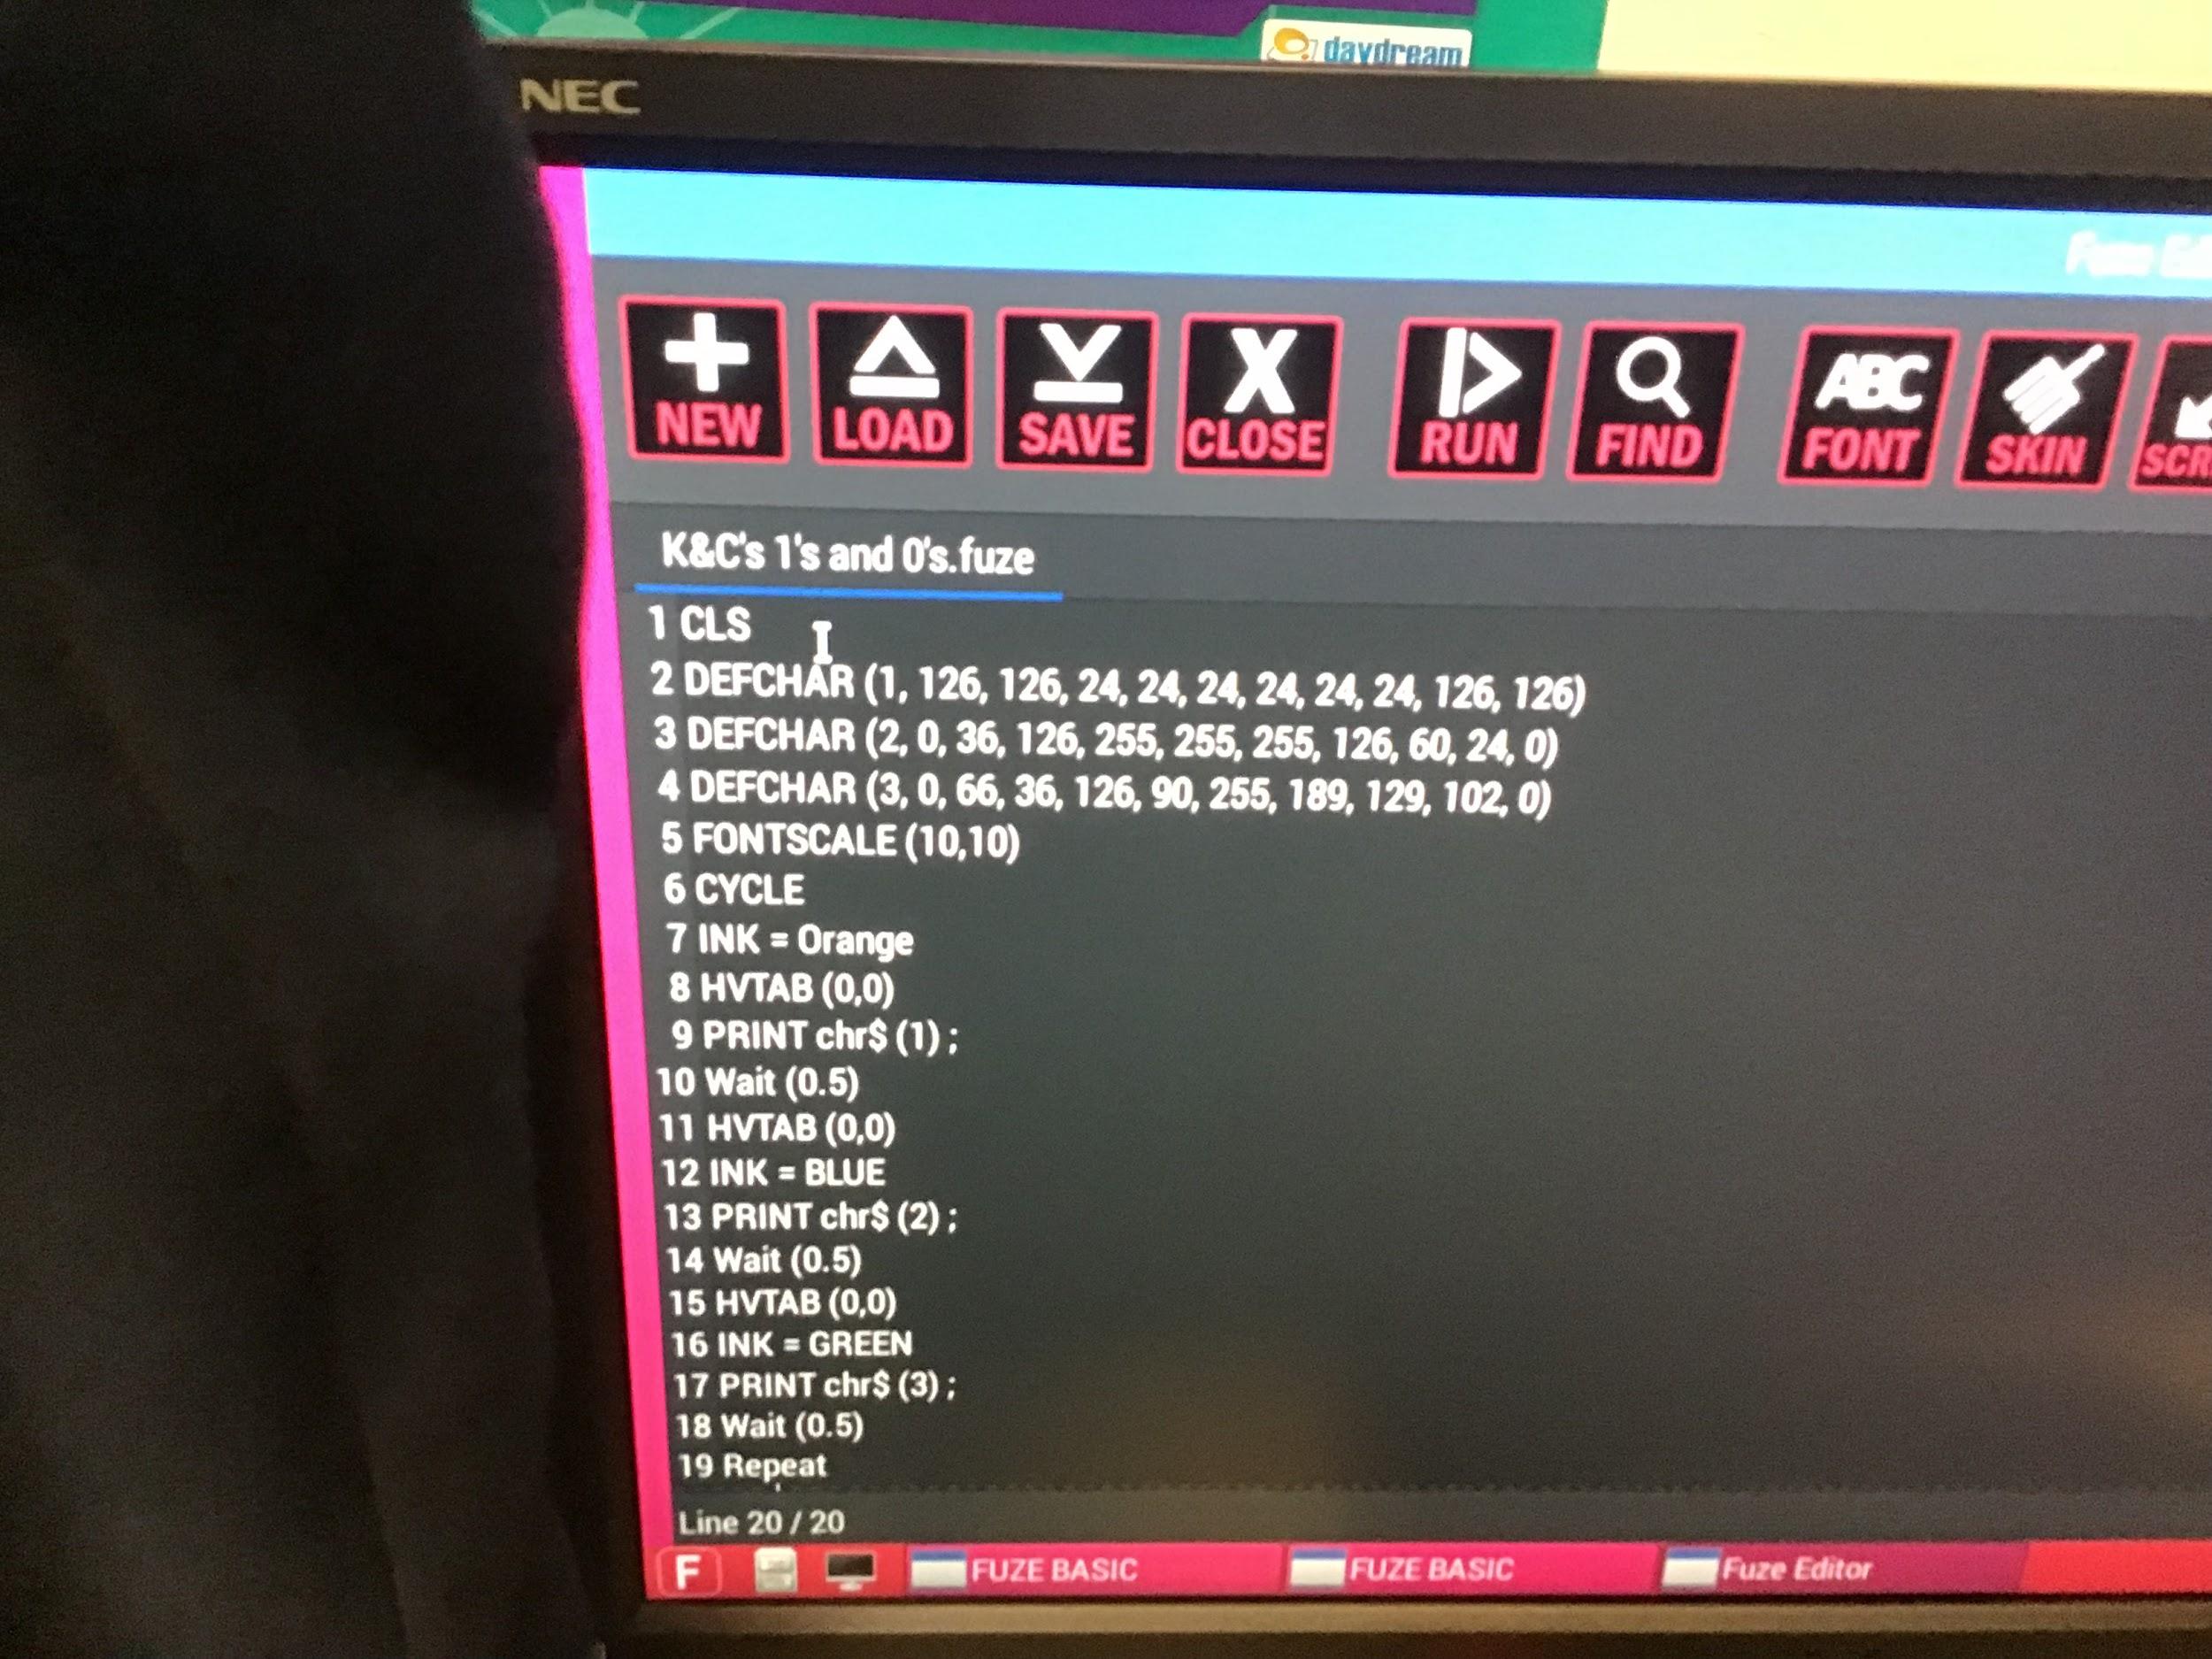 daydream
NEC
Fuze
NEW LOAD SAVE CLOSE RUN FIND ABC FONT SKIN
K&C's 1's and 0's.fuze
1 CLS
2 DEFCHAR (1, 126, 126, 24, 24, 24, 24, 24, 24, 126, 126)
3 DEFCHAR (2, 0, 36, 126, 255, 255, 255, 126, 60, 24, 0)
4 DEFCHAR (3, 0, 66, 36, 126, 90, 255, 189, 129, 102, 0)
5 FONTSCALE (10,10)
6 CYCLE
7 INK = Orange
8 HVTAB (0,0)
9 PRINT chr$ (1) ;
10 Wait (0.5)
11 HVTAB (0,0)
12 INK = BLUE
13 PRINT chr$ (2) ;
14 Wait (0.5)
15 HVTAB (0,0)
16 INK = GREEN
17 PRINT chr$ (3) ;
18 Wait (0.5)
19 Repeat
Line 20 / 20
F FUZE BASIC FUZE BASIC Fuze Editor